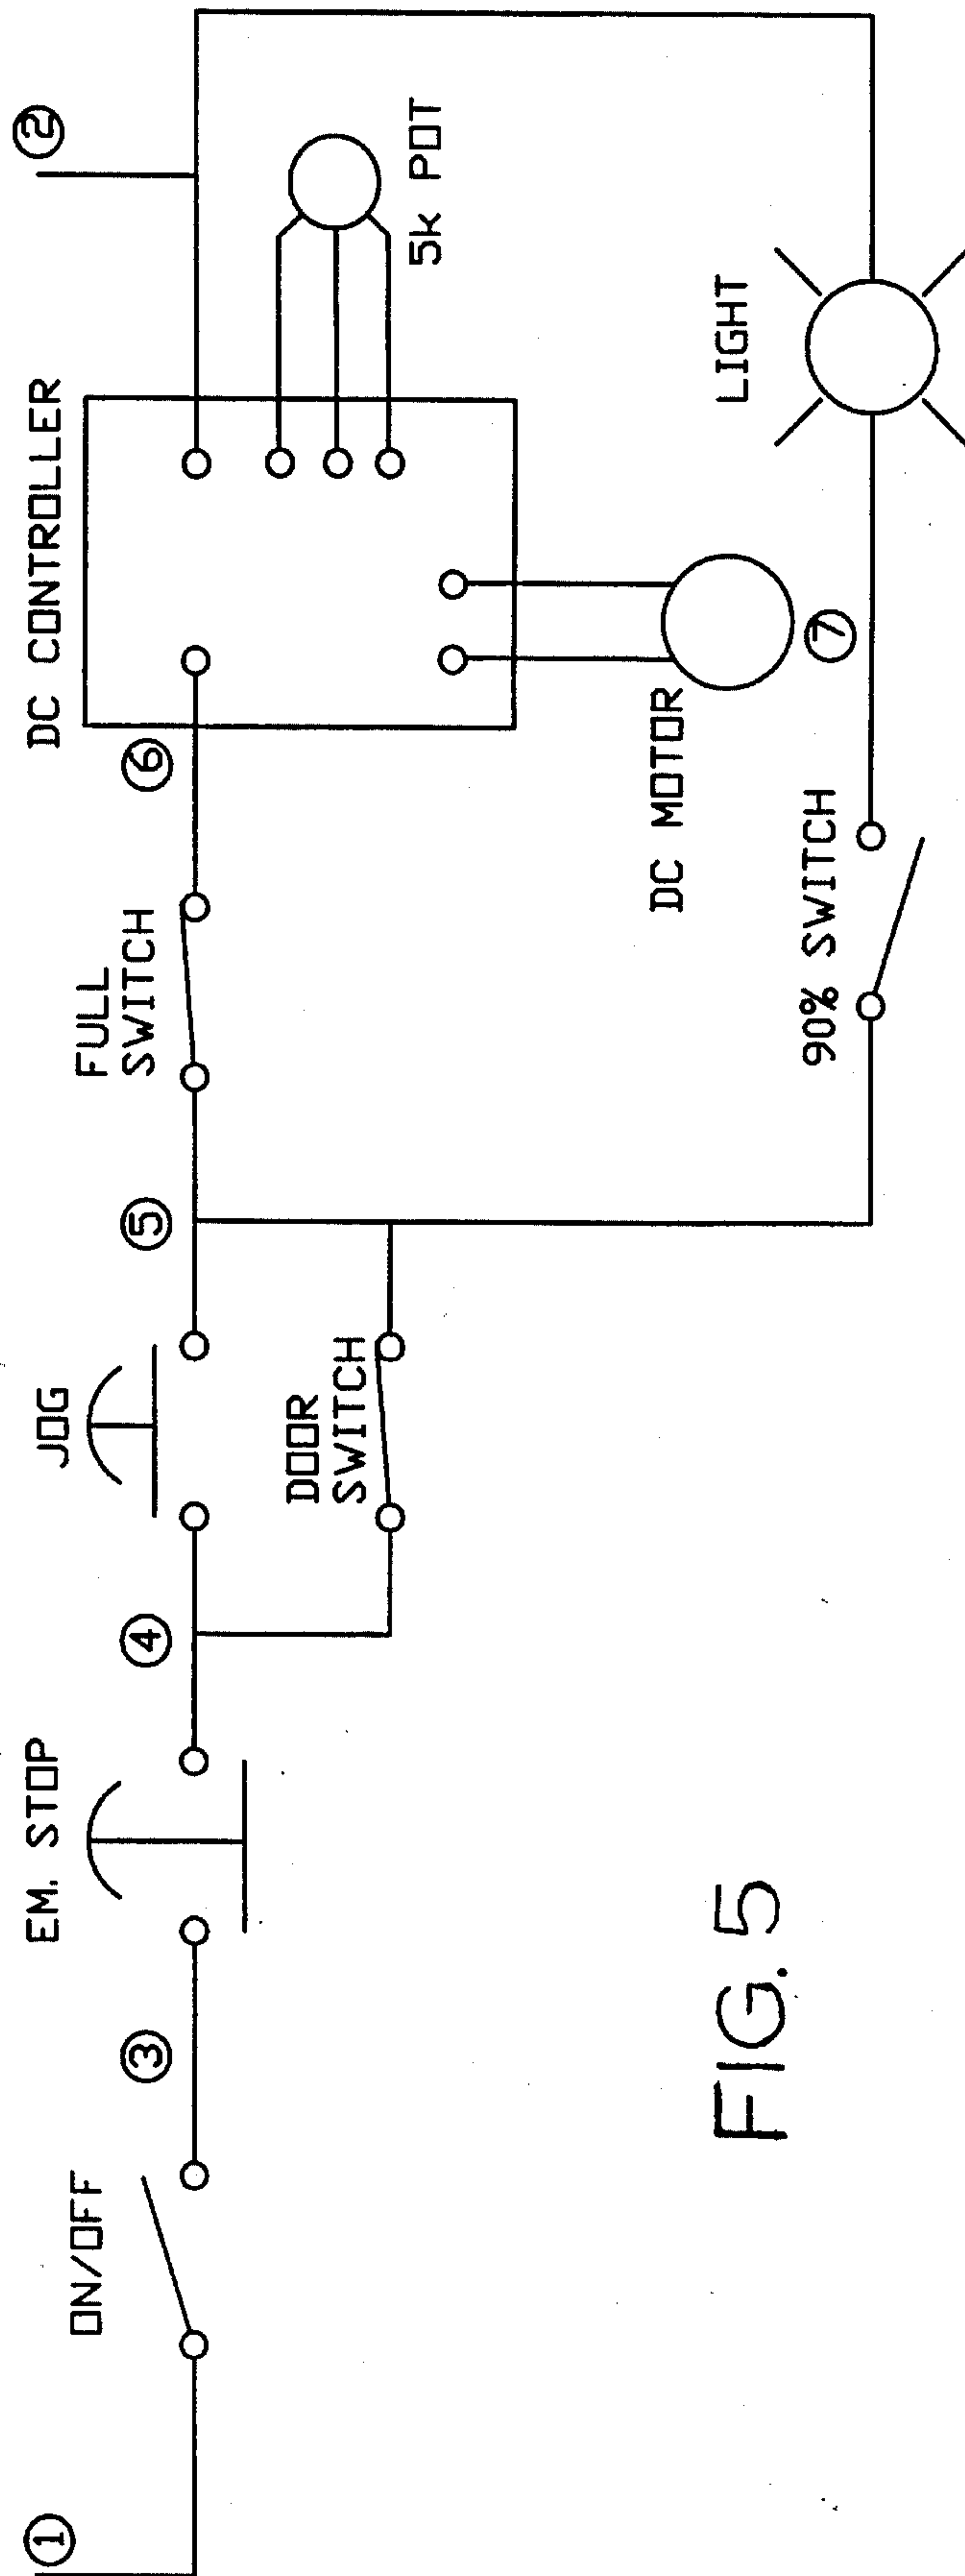 1
ON/OFF
3
EM. STOP
4
JOG
DOOR
SWITCH
5
FULL
SWITCH
6
DC CONTROLLER
2
5k POT
DC MOTOR
7
90% SWITCH
LIGHT
FIG. 5